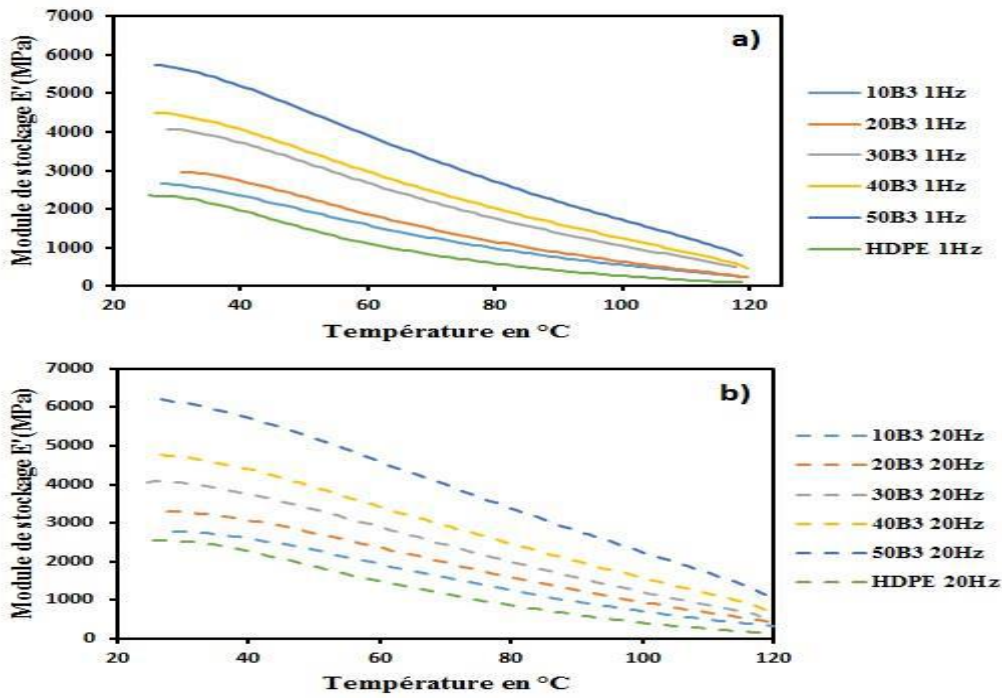 a)
Module de stockage E'(MPa)
7000
6000
5000
4000
3000
2000
1000
0
20
40
60
80
100
120
Température en °C
10B3 1Hz
20B3 1Hz
30B3 1Hz
40B3 1Hz
50B3 1Hz
HDPE 1Hz
b)
Module de stockage E'(MPa)
7000
6000
5000
4000
3000
2000
1000
0
20
40
60
80
100
120
Température en °C
10B3 20Hz
20B3 20Hz
30B3 20Hz
40B3 20Hz
50B3 20Hz
HDPE 20Hz